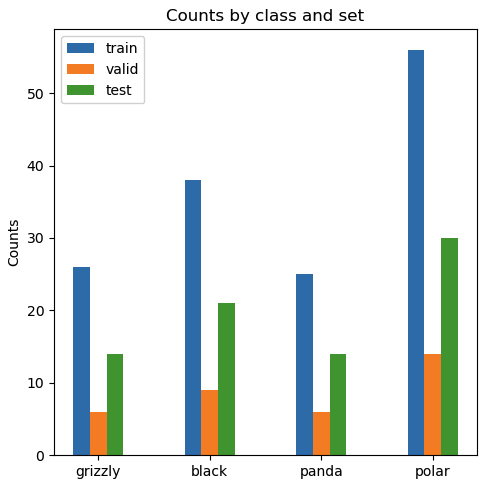 Counts by class and set
train
valid
test
Counts
50
40
30
20
10
0
grizzly black panda polar